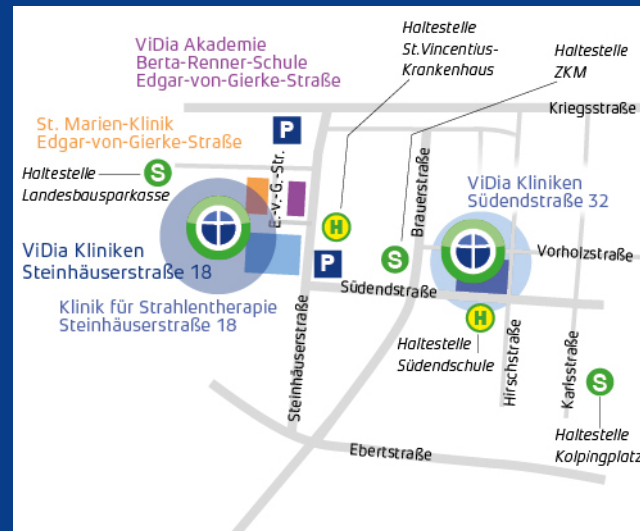 ViDia Akademie
Berta-Renner-Schule
Edgar-von-Gierke-Straße
Haltestelle
St.Vincentius-
Krankenhaus
Haltestelle
ZKM
Kriegsstraße
St. Marien-Klinik
Edgar-von-Gierke-Straße
P
Haltestelle
Landesbausparkasse
S
E.-v.-G.-Str.
Brauerstraße
ViDia Kliniken
Südendstraße 32
H
ViDia Kliniken
Steinhäuserstraße 18
P
S
Vorholzstraße
Südendstraße
Klinik für Strahlentherapie
Steinhäuserstraße 18
H
Haltestelle
Südendschule
Steinhäuserstraße
Hirschstraße
Karlsstraße
S
Haltestelle
Kolpingplatz
Ebertstraße